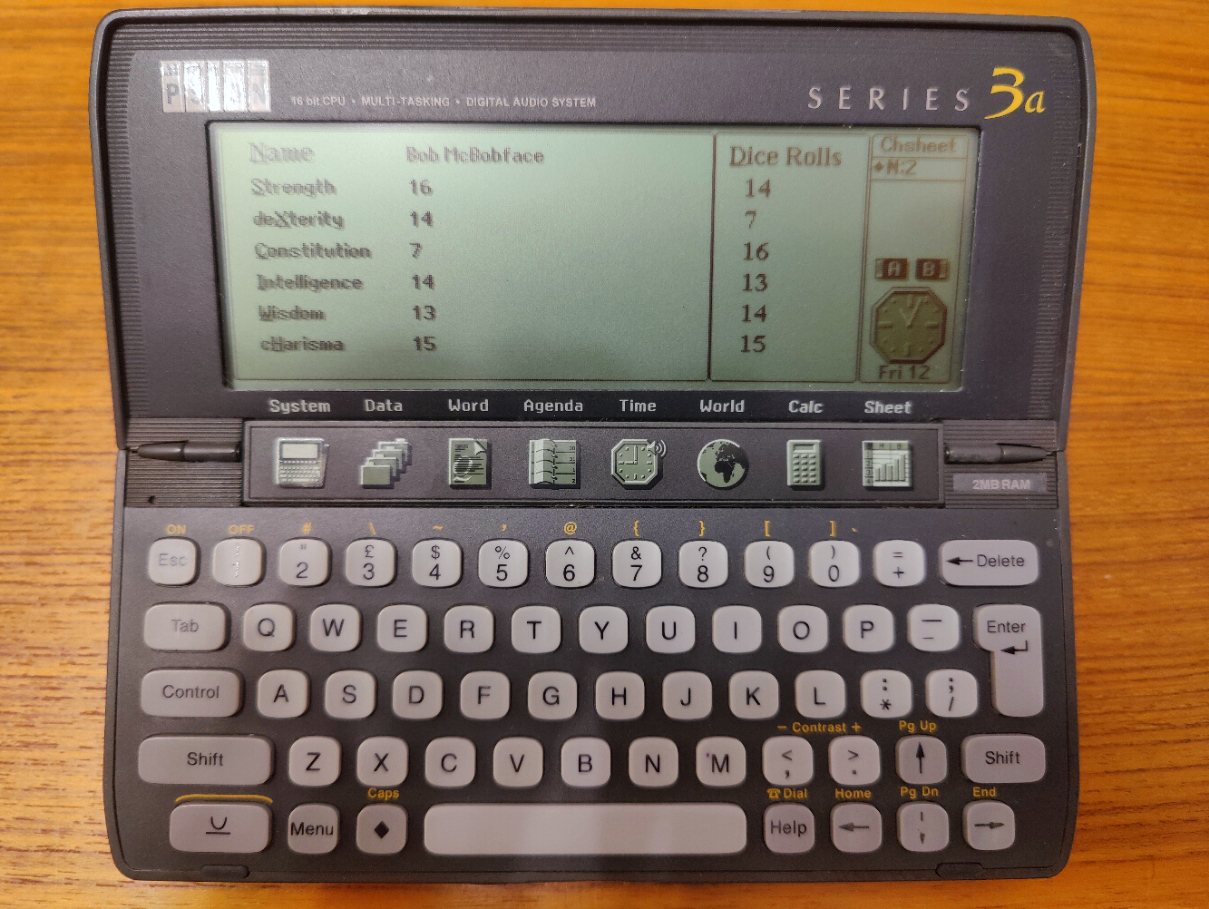 PSION 16 bit CPU • MULTI-TASKING • DIGITAL AUDIO SYSTEM SERIES 3a
Name Bob McBobface Dice Rolls Chsheet
N:2
Strength 16 14
deXterity 14 7
Constitution 7 16
Intelligence 14 13 A B
Wisdom 13 14
cHarisma 15 15
Fri 12
System Data Word Agenda Time World Calc Sheet
2MB RAM
ON OFF # \ ~ ' @ { } [ ]
Esc " £ $ % ^ & ? ( ) =
2 3 4 5 6 7 8 9 0 + Delete
Tab Q W E R T Y U I O P _ Enter
Control A S D F G H J K L : * ; /
- Contrast + Pg Up
Shift Z X C V B N M < , > . Shift
Caps Dial Home Pg Dn End
Menu Help